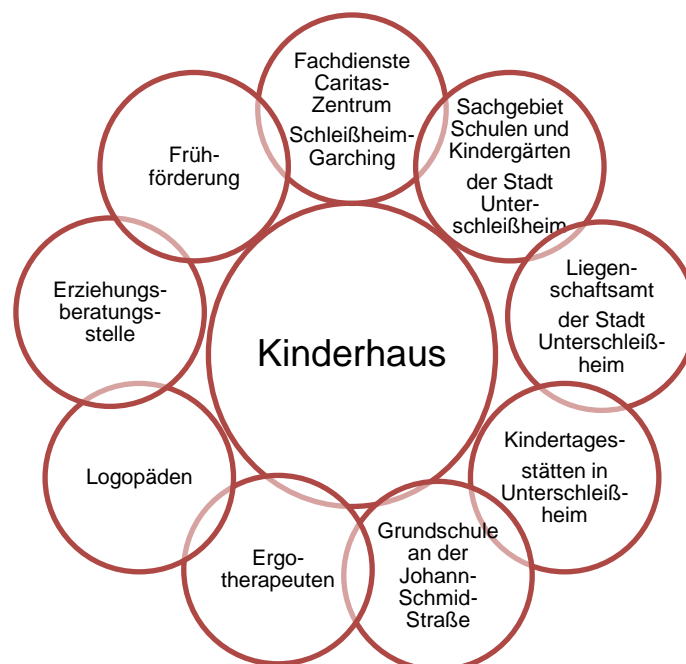 Fachdienste
Caritas-
Zentrum
Schleißheim-
Garching
Sachgebiet
Schulen und
Kindergärten
der Stadt
Unter-
schleißheim
Liegen-
schaftsamt
der Stadt
Unterschleiß-
heim
Kindertages-
stätten in
Unterschleiß-
heim
Grundschule
an der
Johann-
Schmid-
Straße
Ergo-
therapeuten
Logopäden
Erziehungs-
beratungs-
stelle
Früh-
förderung
Kinderhaus